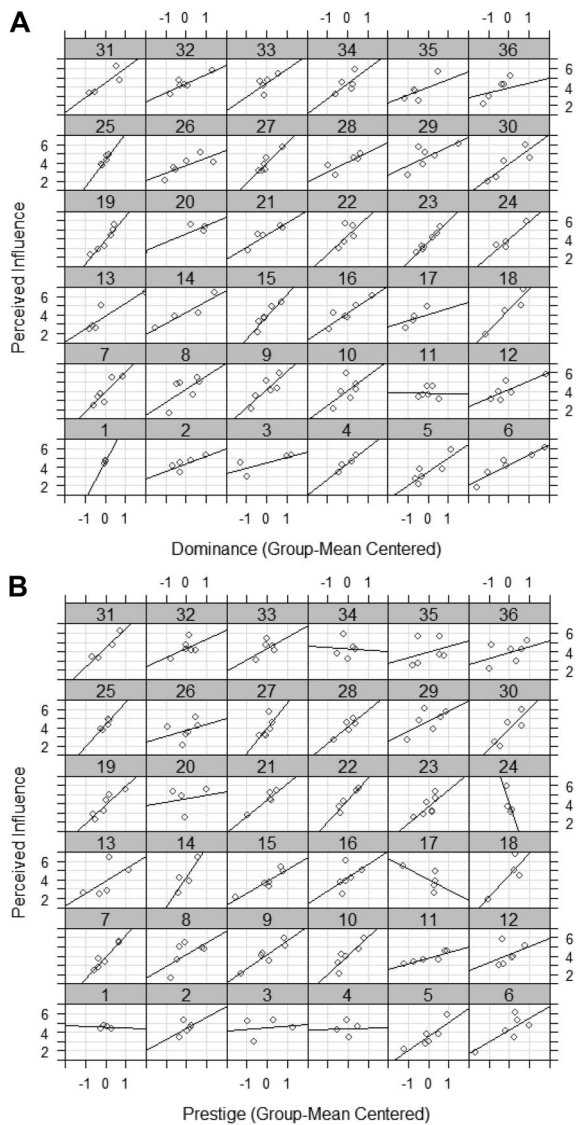 A
-1 0 1 -1 0 1 -1 0 1
31 32 33 34 35 36
6
4
2
25 26 27 28 29 30
6
4
2
19 20 21 22 23 24
6
4
2
13 14 15 16 17 18
6
4
2
7 8 9 10 11 12
6
4
2
1 2 3 4 5 6
6
4
2
-1 0 1 -1 0 1 -1 0 1
Perceived Influence
Dominance (Group-Mean Centered)
B
-1 0 1 -1 0 1 -1 0 1
31 32 33 34 35 36
6
4
2
25 26 27 28 29 30
6
4
2
19 20 21 22 23 24
6
4
2
13 14 15 16 17 18
6
4
2
7 8 9 10 11 12
6
4
2
1 2 3 4 5 6
6
4
2
-1 0 1 -1 0 1 -1 0 1
Perceived Influence
Prestige (Group-Mean Centered)